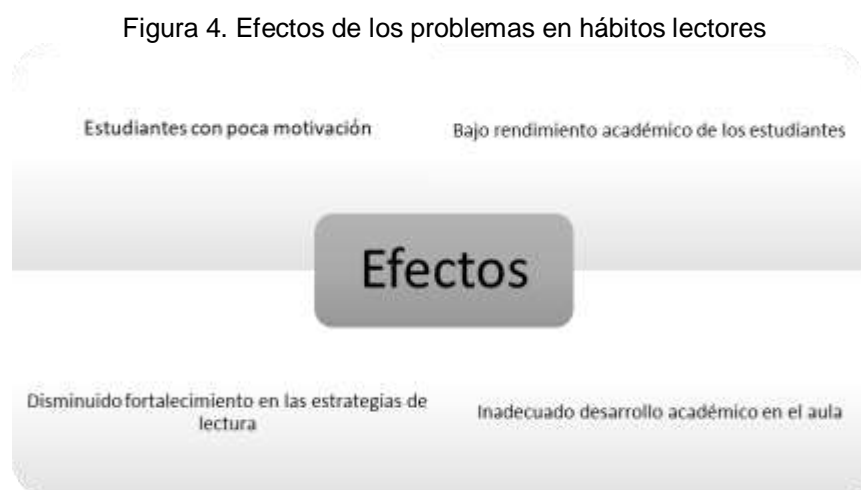 Figura 4. Efectos de los problemas en hábitos lectores
Estudiantes con poca motivación
Bajo rendimiento académico de los estudiantes
Efectos
Disminuido fortalecimiento en las estrategias de
lectura
Inadecuado desarrollo académico en el aula